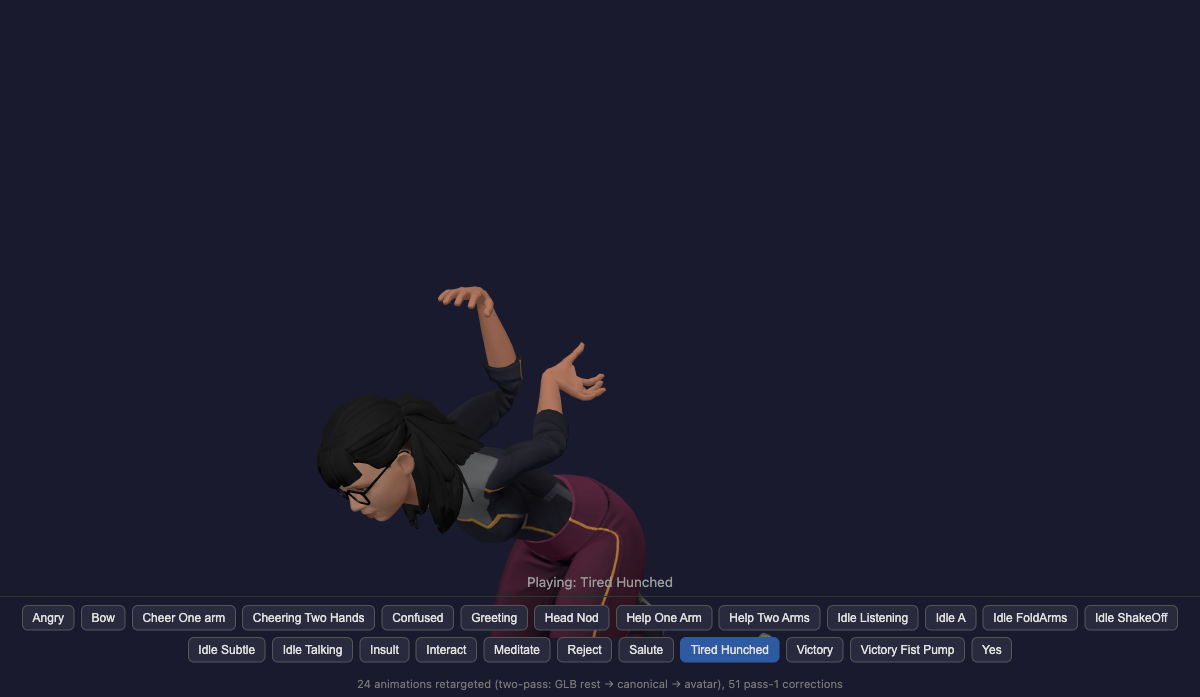 Playing: Tired Hunched
Angry Bow Cheer One arm Cheering Two Hands Confused Greeting Head Nod Help One Arm Help Two Arms Idle Listening Idle A Idle FoldArms Idle ShakeOff
Idle Subtle Idle Talking Insult Interact Meditate Reject Salute Tired Hunched Victory Victory Fist Pump Yes
24 animations retargeted (two-pass: GLB rest → canonical → avatar), 51 pass-1 corrections